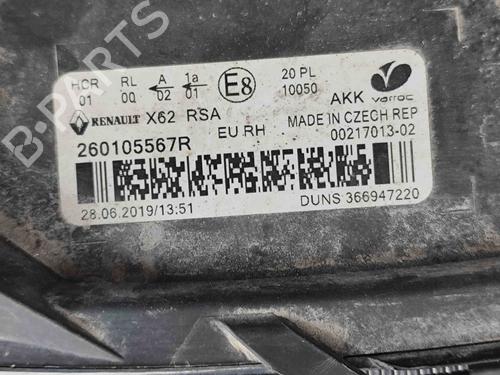 HCR RL A 1a E8 20 PL
01 00 02 01 10050
RENAULT X62 RSA AKK varroc
EU RH MADE IN CZECH REP
260105567R 00217013-02
28.06.2019/13:51 DUNS 366947220